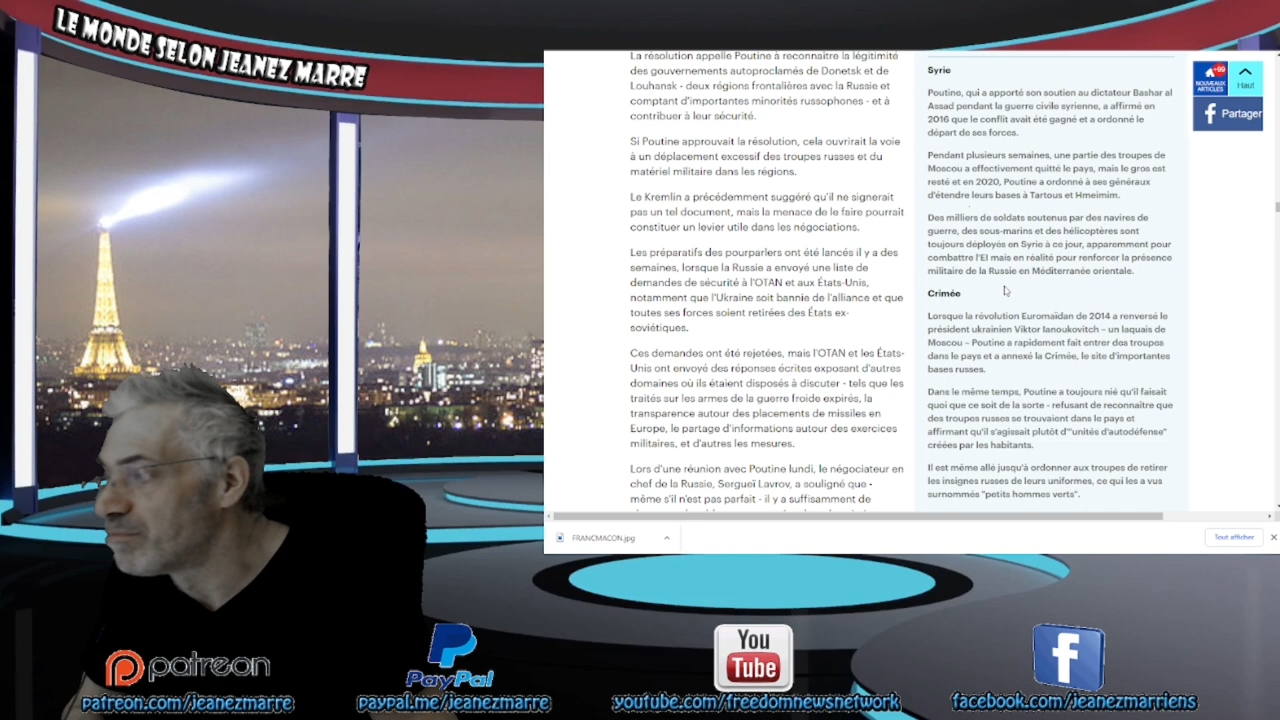 LE MONDE SELON JEANEZ MARRE
La résolution appelle Poutine à reconnaître la légitimité
des gouvernements autoproclamés de Donetsk et de
Louhansk - deux régions frontalières avec la Russie et
comptant d'importantes minorités russophones - et à
contribuer à leur sécurité.
Si Poutine approuvait la résolution, cela ouvrirait la voie
à un déplacement excessif des troupes russes et du
matériel militaire dans les régions.
Le Kremlin a précédemment suggéré qu'il ne signerait
pas un tel document, mais la menace de le faire pourrait
constituer un levier utile dans les négociations.
Les préparatifs des pourparlers ont été lancés il y a des
semaines, lorsque la Russie a envoyé une liste de
demandes de sécurité à l'OTAN et aux États-Unis,
notamment que l'Ukraine soit bannie de l'alliance et que
toutes ses forces soient retirées des États ex-
soviétiques.
Ces demandes ont été rejetées, mais l'OTAN et les États-
Unis ont envoyé des réponses écrites exposant d'autres
domaines où ils étaient disposés à discuter - tels que les
traités sur les armes de la guerre froide expirés, la
transparence autour des placements de missiles en
Europe, le partage d'informations autour des exercices
militaires, et d'autres les mesures.
Lors d'une réunion avec Poutine lundi, le négociateur en
chef de la Russie, Sergueï Lavrov, a souligné que -
même s'il n'est pas parfait - il y a suffisamment de
Syrie
Poutine, qui a apporté son soutien au dictateur Bashar al
Assad pendant la guerre civile syrienne, a affirmé en
2016 que le conflit avait été gagné et a ordonné le
départ de ses forces.
Pendant plusieurs semaines, une partie des troupes de
Moscou a effectivement quitté le pays, mais le gros est
resté et en 2020, Poutine a ordonné à ses généraux
d'étendre leurs bases à Tartous et Hmeimim.
Des milliers de soldats soutenus par des navires de
guerre, des sous-marins et des hélicoptères sont
toujours déployés en Syrie à ce jour, apparemment pour
combattre l'EI mais en réalité pour renforcer la présence
militaire de la Russie en Méditerranée orientale.
Crimée
Lorsque la révolution Euromaïdan de 2014 a renversé le
président ukrainien Viktor Ianoukovitch – un laquais de
Moscou – Poutine a rapidement fait entrer des troupes
dans le pays et a annexé la Crimée, le site d'importantes
bases russes.
Dans le même temps, Poutine a toujours nié qu'il faisait
quoi que ce soit de la sorte - refusant de reconnaître que
des troupes russes se trouvaient dans le pays et
affirmant qu'il s'agissait plutôt d'"unités d'autodéfense"
créées par les habitants.
Il est même allé jusqu'à ordonner aux troupes de retirer
les insignes russes de leurs uniformes, ce qui les a vus
surnommés "petits hommes verts".
+99
NOUVEAUX
ARTICLES
Haut
Partager
FRANCMACON.jpg
Tout afficher
patreon
patreon.com/jeanezmarre
PayPal
paypal.me/jeanezmarre
You
Tube
youtube.com/freedomnewsnetwork
f
facebook.com/jeanezmarriens